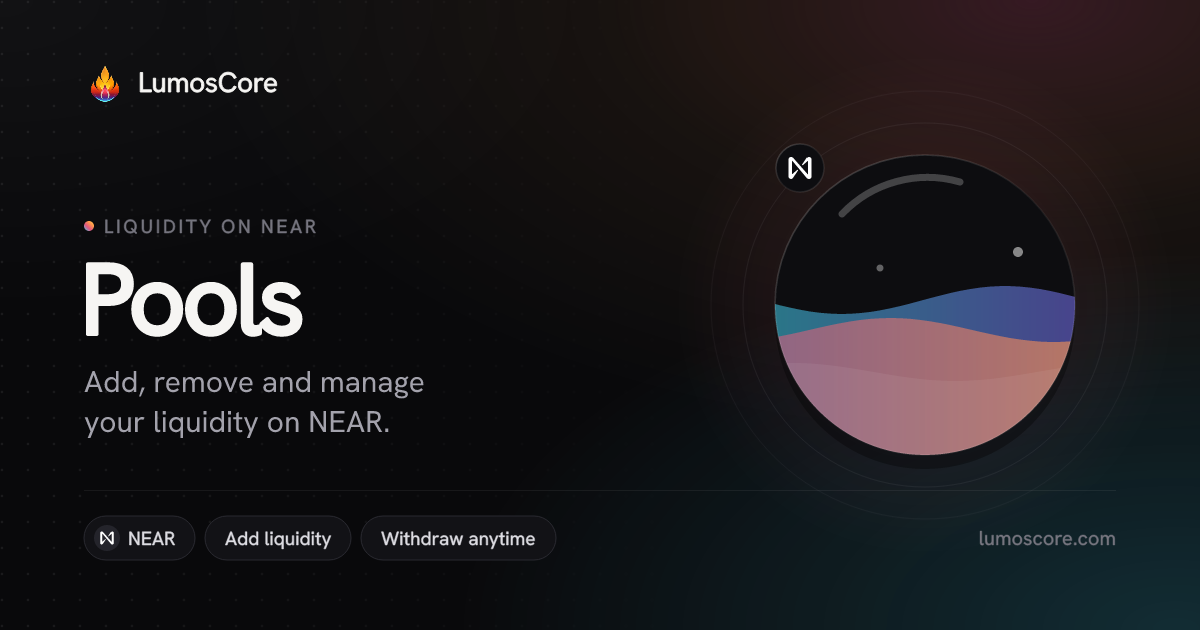 LumosCore
LIQUIDITY ON NEAR
Pools
Add, remove and manage
your liquidity on NEAR.
NEAR
Add liquidity
Withdraw anytime
lumoscore.com